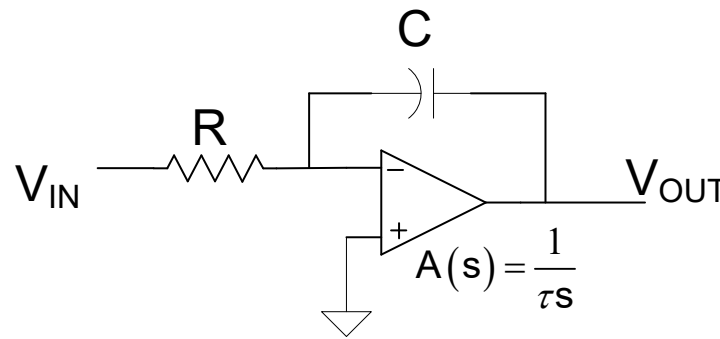 C
R
V_IN
−
+
V_OUT
A(s) = 1/τs